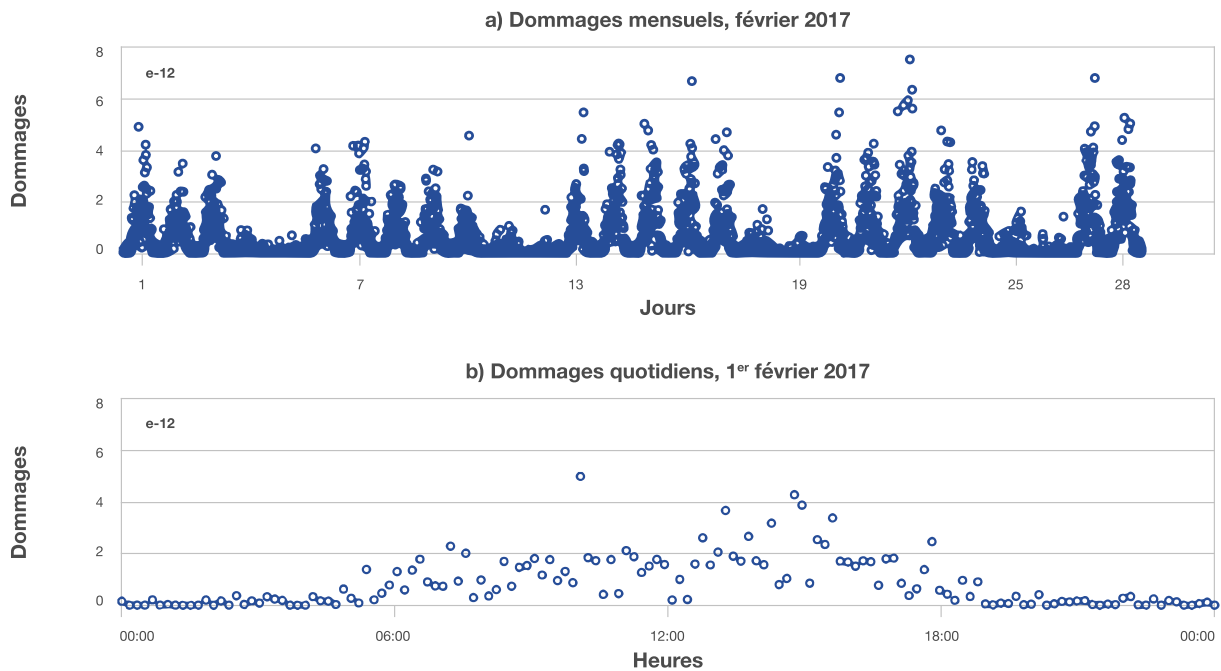 a) Dommages mensuels, février 2017
8
e-12
6
4
2
0
Dommages
1 7 13 19 25 28
Jours
b) Dommages quotidiens, 1er février 2017
8
e-12
6
4
2
0
Dommages
00:00 06:00 12:00 18:00 00:00
Heures